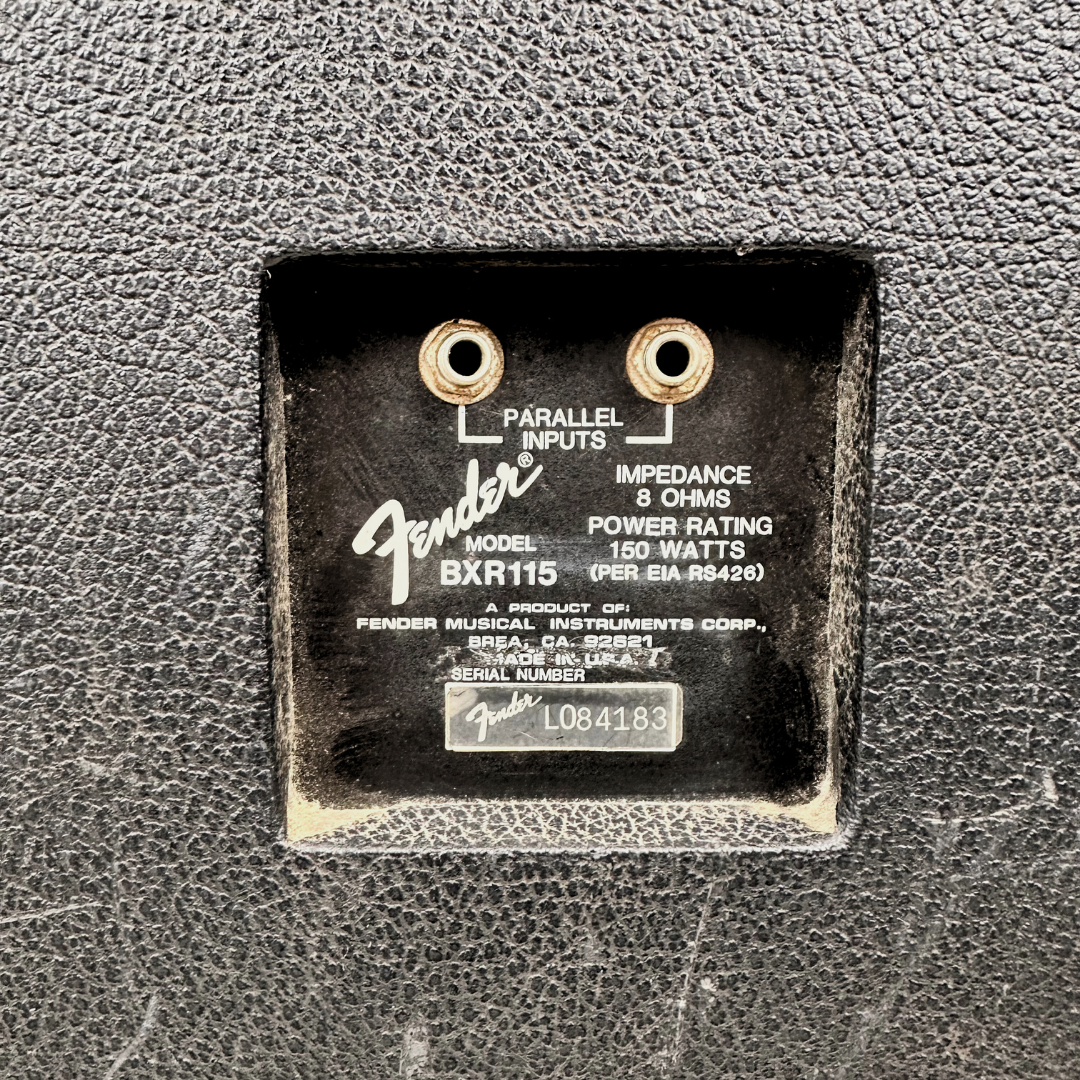 PARALLEL
INPUTS
Fender®
MODEL
BXR115
IMPEDANCE
8 OHMS
POWER RATING
150 WATTS
(PER EIA RS426)
A PRODUCT OF:
FENDER MUSICAL INSTRUMENTS CORP.,
BREA, CA. 92621
MADE IN U.S.A.
SERIAL NUMBER
Fender LO84183